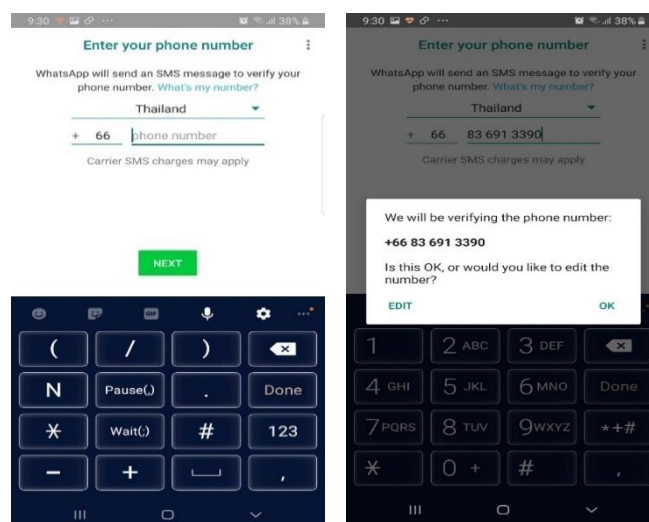 9:30 38%
Enter your phone number
WhatsApp will send an SMS message to verify your
phone number. What's my number?
Thailand
+ 66 phone number
Carrier SMS charges may apply
NEXT
GIF
( / )
N Pause(,) . Done
* Wait(;) # 123
- + ,
9:30 38%
Enter your phone number
WhatsApp will send an SMS message to verify your
phone number. What's my number?
Thailand
+ 66 83 691 3390
Carrier SMS charges may apply
We will be verifying the phone number:
+66 83 691 3390
Is this OK, or would you like to edit the
number?
EDIT OK
1 2 ABC 3 DEF
4 GHI 5 JKL 6 MNO Done
7 PQRS 8 TUV 9 WXYZ *+#
* 0 + # ,